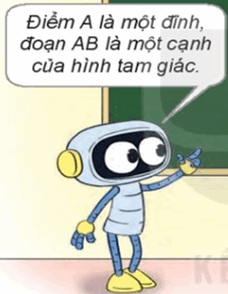 Điểm A là một đỉnh,
đoạn AB là một cạnh
của hình tam giác.